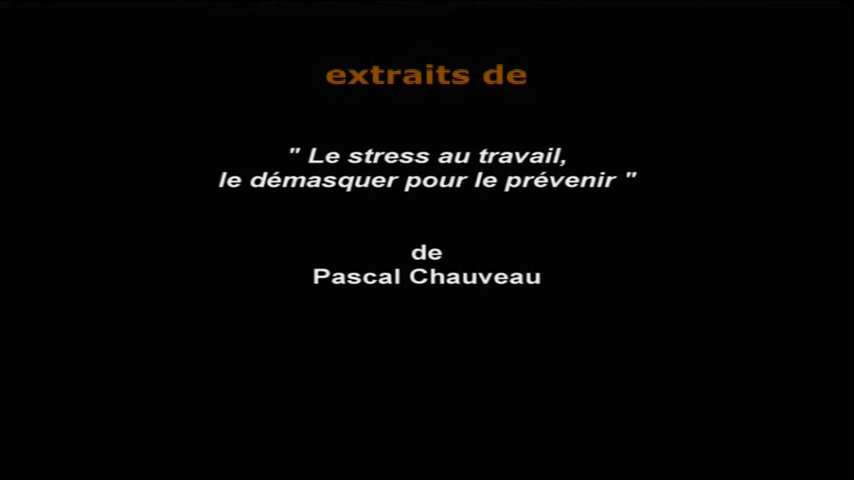 extraits de
" Le stress au travail,
le démasquer pour le prévenir "
de
Pascal Chauveau